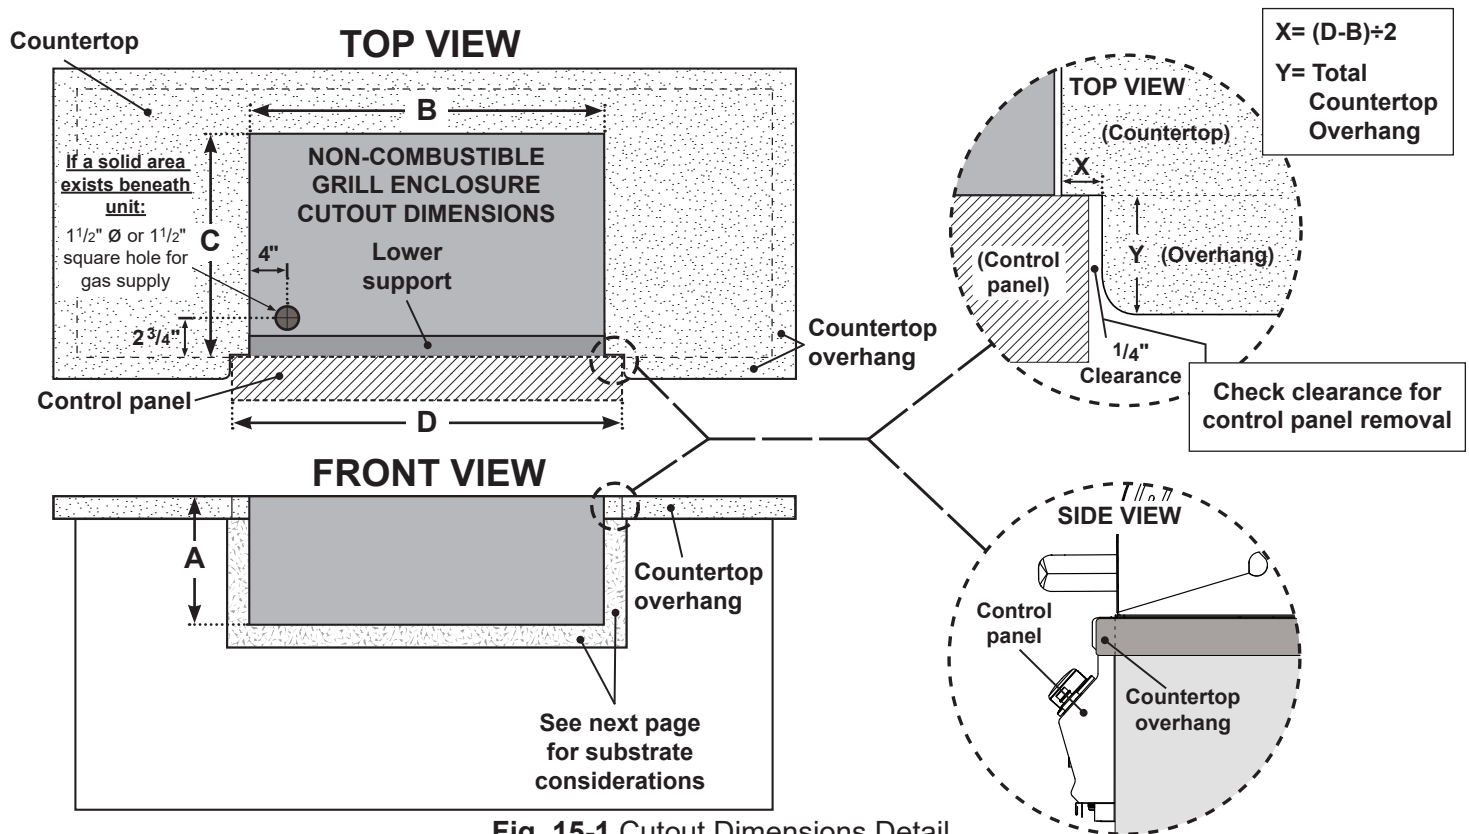 TOP VIEW
Countertop
B
NON-COMBUSTIBLE
GRILL ENCLOSURE
CUTOUT DIMENSIONS
If a solid area
exists beneath
unit:
1 1/2" Ø or 1 1/2"
square hole for
gas supply
C
4"
Lower
support
2 3/4"
Countertop
overhang
Control panel
D
FRONT VIEW
A
Countertop
overhang
See next page
for substrate
considerations
X= (D-B)÷2
Y= Total
Countertop
Overhang
TOP VIEW
(Countertop)
X
(Control
panel)
Y (Overhang)
1/4"
Clearance
Check clearance for
control panel removal
SIDE VIEW
Control
panel
Countertop
overhang
Fig. 15-1 Cutout Dimensions Detail